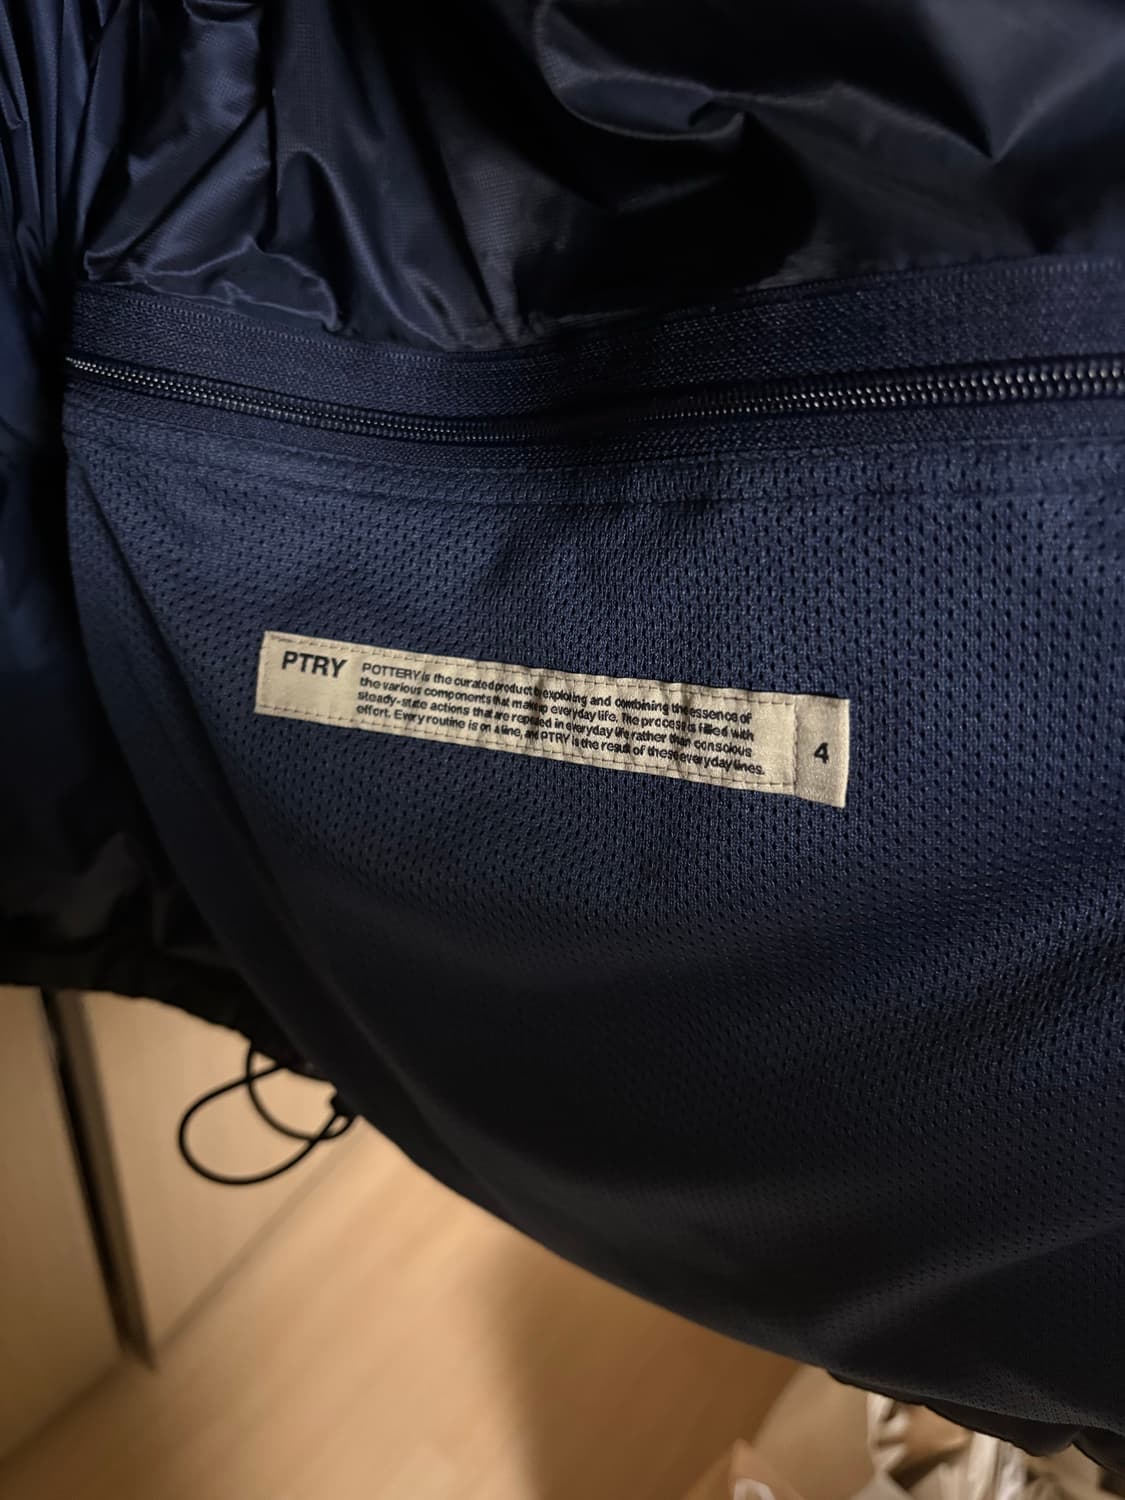 PTRY
POTTERY is the curated product by exploring and combining the essence of
the various components that make up everyday life. The process is filled with
steady-state actions that are repeated in everyday life rather than conscious
effort. Every routine is on a line, and PTRY is the result of these everyday lines.
4